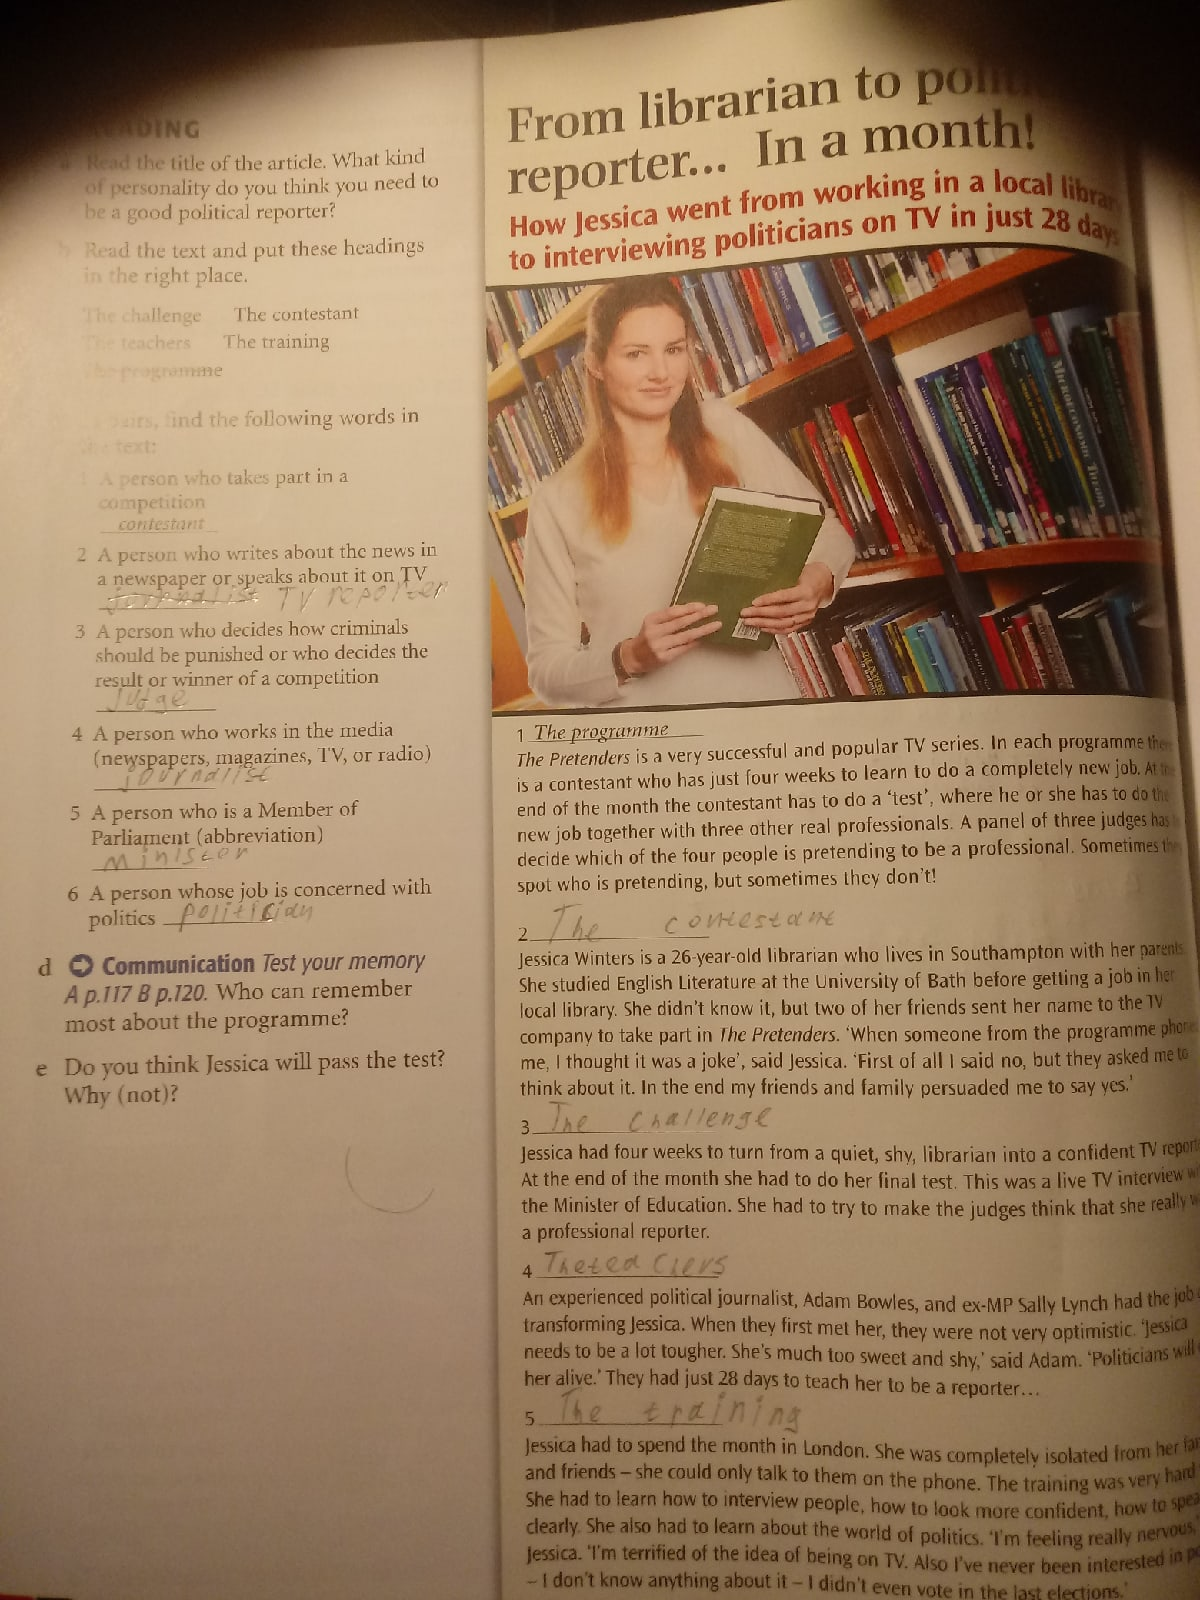 READING
a Read the title of the article. What kind
of personality do you think you need to
be a good political reporter?
b Read the text and put these headings
in the right place.
The challenge The contestant
The teachers The training
The programme
pairs, find the following words in
the text:
1 A person who takes part in a
competition
contestant
2 A person who writes about the news in
a newspaper or speaks about it on TV
journalist TV reporter
3 A person who decides how criminals
should be punished or who decides the
result or winner of a competition
jutge
4 A person who works in the media
(newspapers, magazines, TV, or radio)
journalist
5 A person who is a Member of
Parliament (abbreviation)
minister
6 A person whose job is concerned with
politics politician
d Communication Test your memory
A p.117 B p.120. Who can remember
most about the programme?
e Do you think Jessica will pass the test?
Why (not)?
From librarian to polit
reporter... In a month!
How Jessica went from working in a local library
to interviewing politicians on TV in just 28 days
MICROECONOMIC THEORY
1 The programme
The Pretenders is a very successful and popular TV series. In each programme there
is a contestant who has just four weeks to learn to do a completely new job. At the
end of the month the contestant has to do a ‘test’, where he or she has to do the
new job together with three other real professionals. A panel of three judges has
decide which of the four people is pretending to be a professional. Sometimes they
spot who is pretending, but sometimes they don’t!
2 The contestant
Jessica Winters is a 26-year-old librarian who lives in Southampton with her parents.
She studied English Literature at the University of Bath before getting a job in her
local library. She didn’t know it, but two of her friends sent her name to the TV
company to take part in The Pretenders. ‘When someone from the programme phon
me, I thought it was a joke’, said Jessica. ‘First of all I said no, but they asked me to
think about it. In the end my friends and family persuaded me to say yes.’
3 The challenge
Jessica had four weeks to turn from a quiet, shy, librarian into a confident TV report
At the end of the month she had to do her final test. This was a live TV interview w
the Minister of Education. She had to try to make the judges think that she really w
a professional reporter.
4 The teachers
An experienced political journalist, Adam Bowles, and ex-MP Sally Lynch had the job
transforming Jessica. When they first met her, they were not very optimistic. ‘Jessica
needs to be a lot tougher. She’s much too sweet and shy,’ said Adam. ‘Politicians will
her alive.’ They had just 28 days to teach her to be a reporter…
5 The training
Jessica had to spend the month in London. She was completely isolated from her fam
and friends – she could only talk to them on the phone. The training was very hard
She had to learn how to interview people, how to look more confident, how to spea
clearly. She also had to learn about the world of politics. ‘I’m feeling really nervous,’
Jessica. ‘I’m terrified of the idea of being on TV. Also I’ve never been interested in po
– I don’t know anything about it – I didn’t even vote in the last elections.’